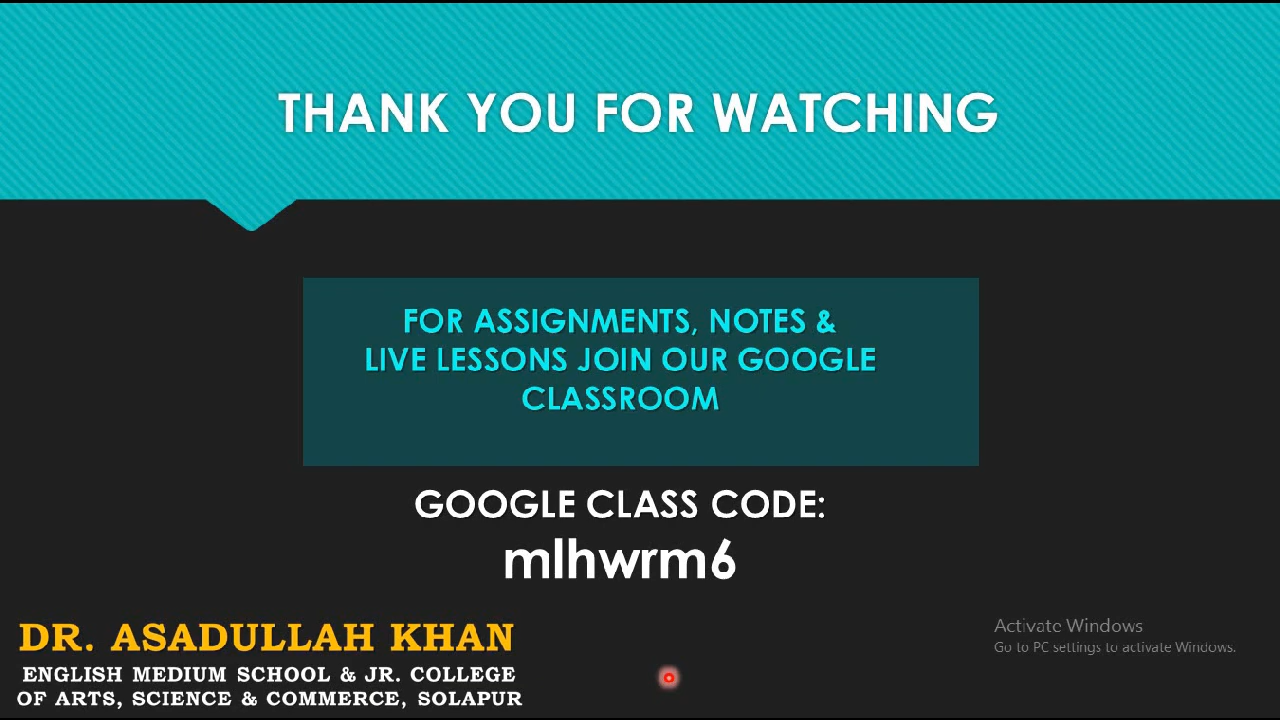 THANK YOU FOR WATCHING
FOR ASSIGNMENTS, NOTES &
LIVE LESSONS JOIN OUR GOOGLE
CLASSROOM
GOOGLE CLASS CODE:
mlhwrm6
DR. ASADULLAH KHAN
ENGLISH MEDIUM SCHOOL & JR. COLLEGE
OF ARTS, SCIENCE & COMMERCE, SOLAPUR
Activate Windows
Go to PC settings to activate Windows.